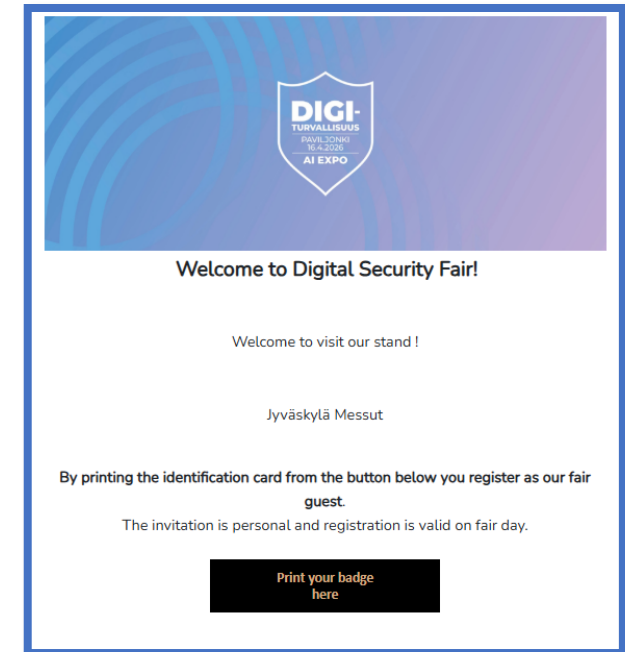 DIGI-
TURVALLISUUS
PAVILJONKI
16.4.2026
AI EXPO
Welcome to Digital Security Fair!
Welcome to visit our stand !
Jyväskylä Messut
By printing the identification card from the button below you register as our fair
guest.
The invitation is personal and registration is valid on fair day.
Print your badge
here